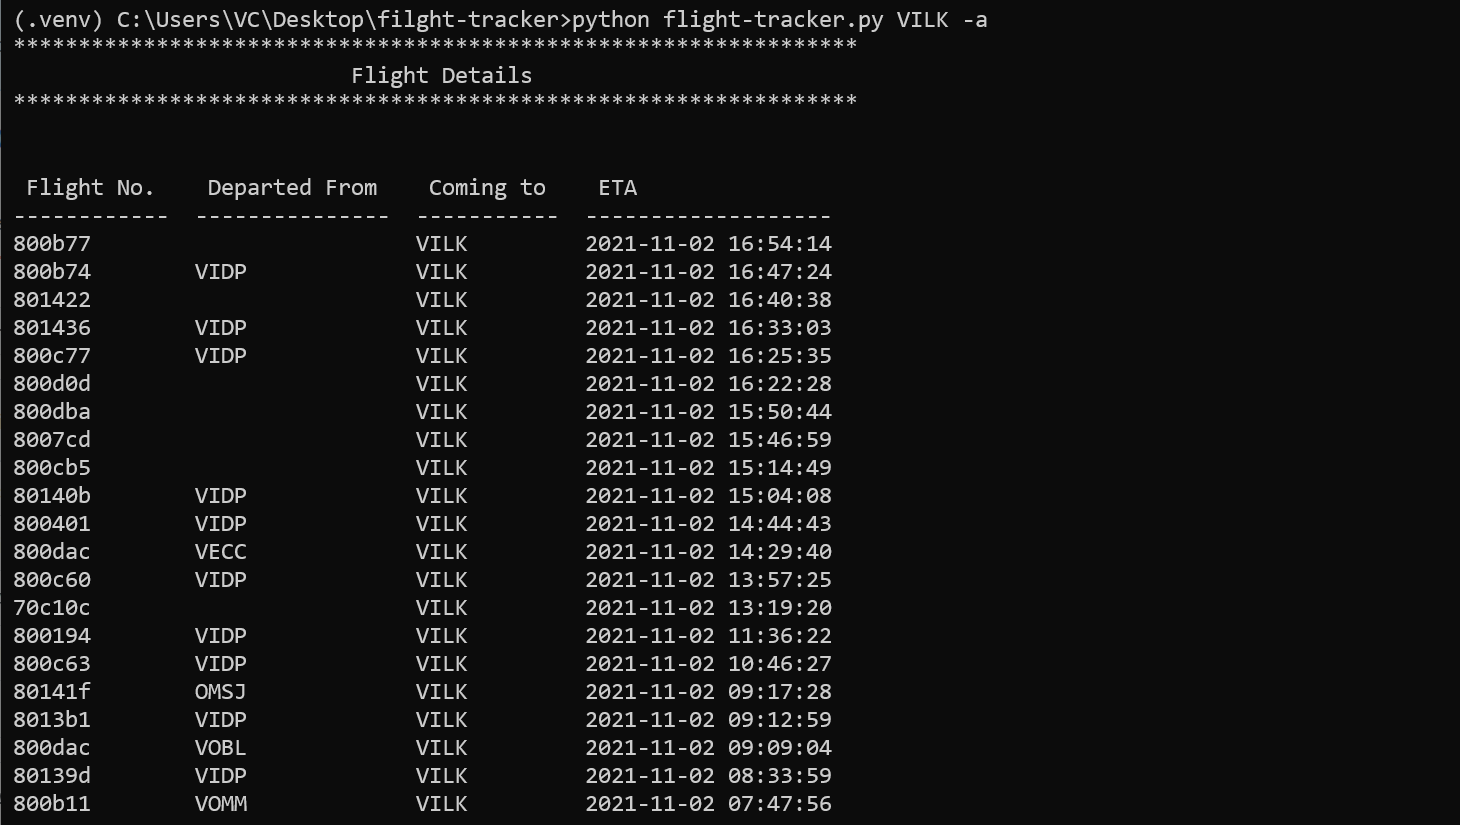 (.venv) C:\Users\VC\Desktop\filght-tracker>python flight-tracker.py VILK -a
*****************************************************************
Flight Details
*****************************************************************
Flight No. Departed From Coming to ETA
------------ --------------- ----------- -------------------
800b77 VILK 2021-11-02 16:54:14
800b74 VIDP VILK 2021-11-02 16:47:24
801422 VILK 2021-11-02 16:40:38
801436 VIDP VILK 2021-11-02 16:33:03
800c77 VIDP VILK 2021-11-02 16:25:35
800d0d VILK 2021-11-02 16:22:28
800dba VILK 2021-11-02 15:50:44
8007cd VILK 2021-11-02 15:46:59
800cb5 VILK 2021-11-02 15:14:49
80140b VIDP VILK 2021-11-02 15:04:08
800401 VIDP VILK 2021-11-02 14:44:43
800dac VECC VILK 2021-11-02 14:29:40
800c60 VIDP VILK 2021-11-02 13:57:25
70c10c VILK 2021-11-02 13:19:20
800194 VIDP VILK 2021-11-02 11:36:22
800c63 VIDP VILK 2021-11-02 10:46:27
80141f OMSJ VILK 2021-11-02 09:17:28
8013b1 VIDP VILK 2021-11-02 09:12:59
800dac VOBL VILK 2021-11-02 09:09:04
80139d VIDP VILK 2021-11-02 08:33:59
800b11 VOMM VILK 2021-11-02 07:47:56